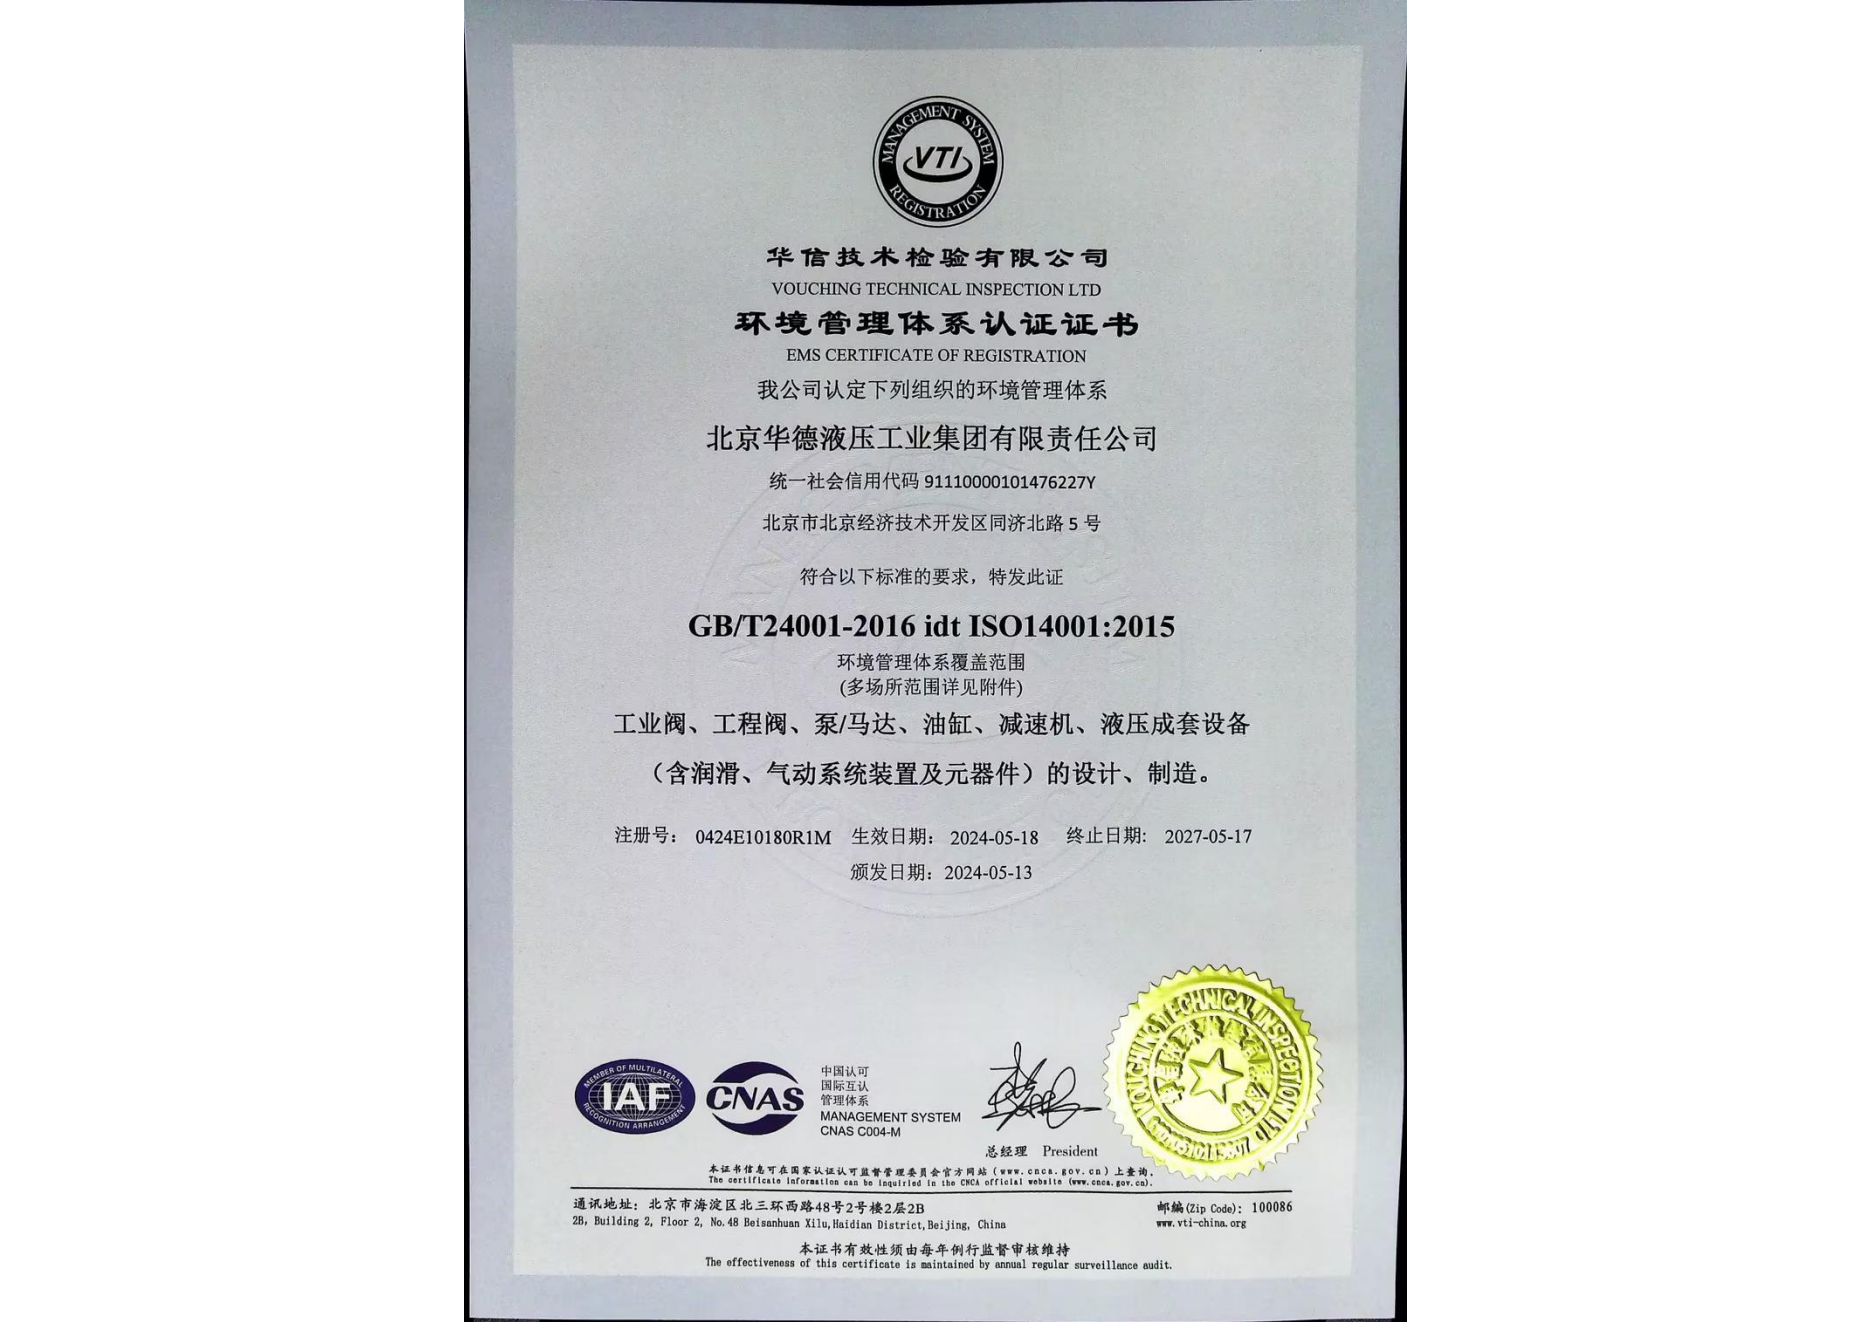 MANAGEMENT SYSTEM
VTI
REGISTRATION
华信技术检验有限公司
VOUCHING TECHNICAL INSPECTION LTD
环境管理体系认证证书
EMS CERTIFICATE OF REGISTRATION
我公司认定下列组织的环境管理体系
北京华德液压工业集团有限责任公司
统一社会信用代码 91110000101476227Y
北京市北京经济技术开发区同济北路 5 号
符合以下标准的要求，特发此证
GB/T24001-2016 idt ISO14001:2015
环境管理体系覆盖范围
(多场所范围详见附件)
工业阀、工程阀、泵/马达、油缸、减速机、液压成套设备
（含润滑、气动系统装置及元器件）的设计、制造。
注册号： 0424E10180R1M 生效日期： 2024-05-18 终止日期： 2027-05-17
颁发日期：2024-05-13
MEMBER OF MULTILATERAL
IAF
RECOGNITION ARRANGEMENT
CNAS
中国认可
国际互认
管理体系
MANAGEMENT SYSTEM
CNAS C004-M
总经理 President
VOUCHING TECHNICAL INSPECTION LTD
本证书信息可在国家认证认可监督管理委员会官方网站（www.cnca.gov.cn）上查询。
The certificate information can be inquiried in the CNCA official website (www.cnca.gov.cn).
通讯地址：北京市海淀区北三环西路48号2号楼2层2B 邮编(Zip Code)：100086
2B, Building 2, Floor 2, No.48 Beisanhuan Xilu,Haidian District,Beijing, China www.vti-china.org
本证书有效性须由每年例行监督审核维持
The effectiveness of this certificate is maintained by annual regular surveillance audit.